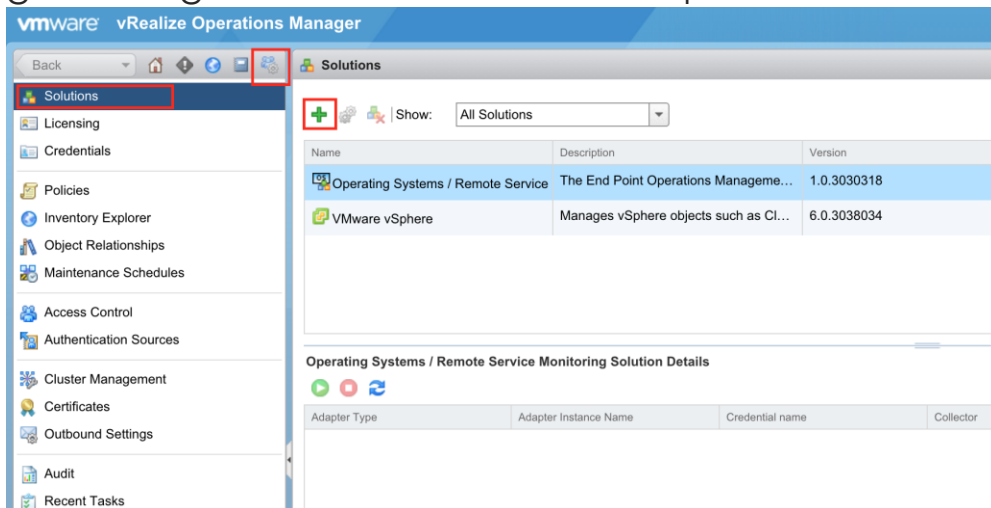 vmware vRealize Operations Manager
Back
Solutions
Solutions
Licensing
Credentials
Policies
Inventory Explorer
Object Relationships
Maintenance Schedules
Access Control
Authentication Sources
Cluster Management
Certificates
Outbound Settings
Audit
Recent Tasks
Show: All Solutions
Name Description Version
Operating Systems / Remote Service The End Point Operations Manageme... 1.0.3030318
VMware vSphere Manages vSphere objects such as Cl... 6.0.3038034
Operating Systems / Remote Service Monitoring Solution Details
Adapter Type Adapter Instance Name Credential name Collector